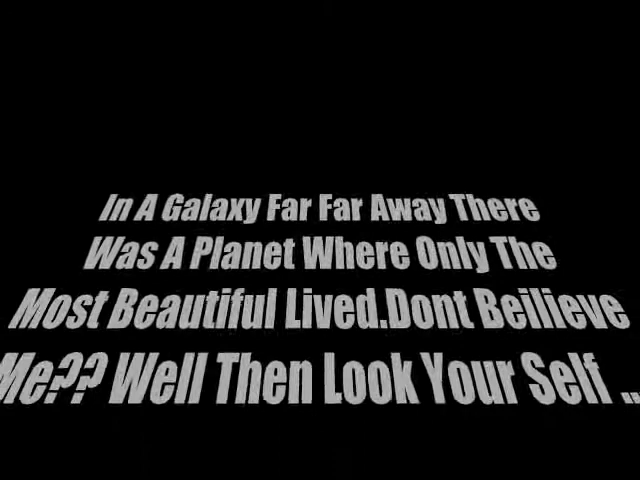 In A Galaxy Far Far Away There
Was A Planet Where Only The
Most Beautiful Lived.Dont Beilieve
Me?? Well Then Look Your Self ..